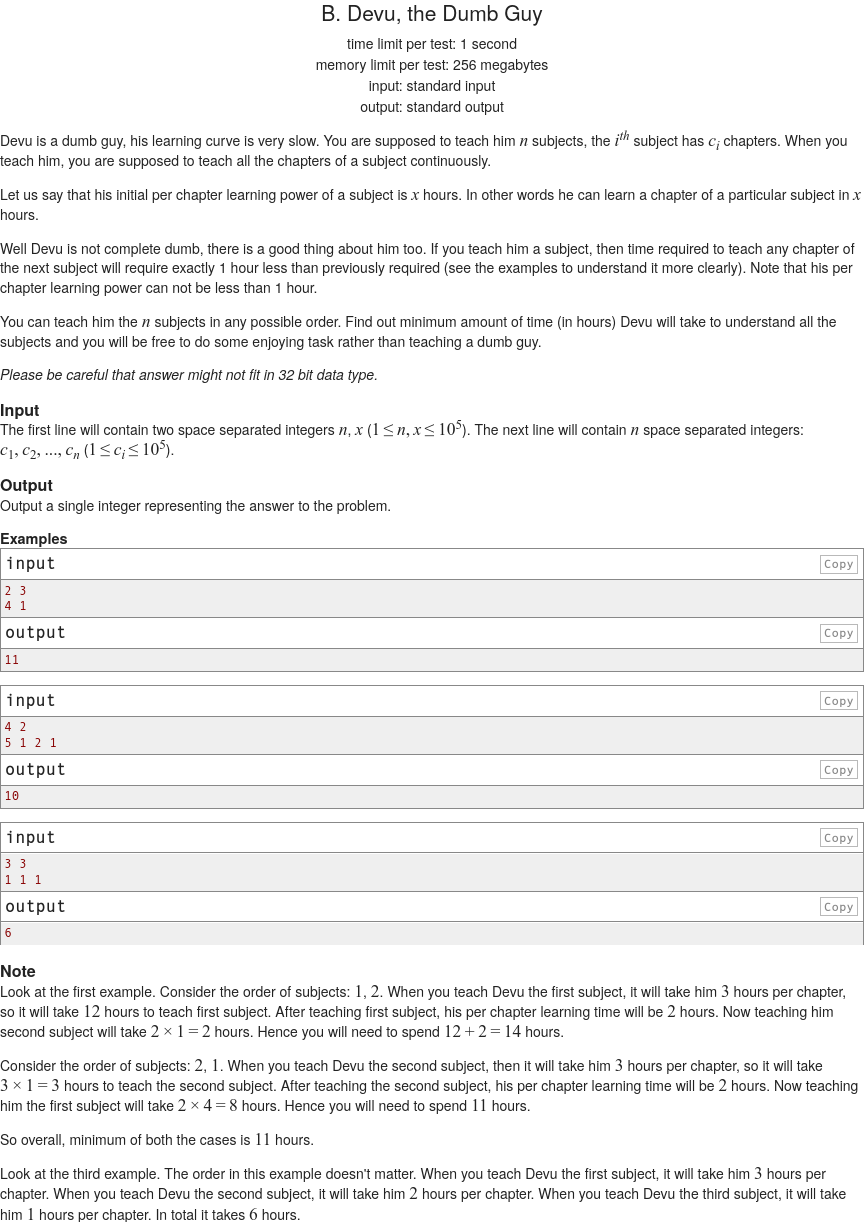 B. Devu, the Dumb Guy
time limit per test: 1 second
memory limit per test: 256 megabytes
input: standard input
output: standard output
Devu is a dumb guy, his learning curve is very slow. You are supposed to teach him n subjects, the i^th subject has c_i chapters. When you
teach him, you are supposed to teach all the chapters of a subject continuously.
Let us say that his initial per chapter learning power of a subject is x hours. In other words he can learn a chapter of a particular subject in x
hours.
Well Devu is not complete dumb, there is a good thing about him too. If you teach him a subject, then time required to teach any chapter of
the next subject will require exactly 1 hour less than previously required (see the examples to understand it more clearly). Note that his per
chapter learning power can not be less than 1 hour.
You can teach him the n subjects in any possible order. Find out minimum amount of time (in hours) Devu will take to understand all the
subjects and you will be free to do some enjoying task rather than teaching a dumb guy.
Please be careful that answer might not fit in 32 bit data type.
Input
The first line will contain two space separated integers n, x (1 ≤ n, x ≤ 10^5). The next line will contain n space separated integers:
c_1, c_2, ..., c_n (1 ≤ c_i ≤ 10^5).
Output
Output a single integer representing the answer to the problem.
Examples
input Copy
2 3
4 1
output Copy
11
input Copy
4 2
5 1 2 1
output Copy
10
input Copy
3 3
1 1 1
output Copy
6
Note
Look at the first example. Consider the order of subjects: 1, 2. When you teach Devu the first subject, it will take him 3 hours per chapter,
so it will take 12 hours to teach first subject. After teaching first subject, his per chapter learning time will be 2 hours. Now teaching him
second subject will take 2 × 1 = 2 hours. Hence you will need to spend 12 + 2 = 14 hours.
Consider the order of subjects: 2, 1. When you teach Devu the second subject, then it will take him 3 hours per chapter, so it will take
3 × 1 = 3 hours to teach the second subject. After teaching the second subject, his per chapter learning time will be 2 hours. Now teaching
him the first subject will take 2 × 4 = 8 hours. Hence you will need to spend 11 hours.
So overall, minimum of both the cases is 11 hours.
Look at the third example. The order in this example doesn't matter. When you teach Devu the first subject, it will take him 3 hours per
chapter. When you teach Devu the second subject, it will take him 2 hours per chapter. When you teach Devu the third subject, it will take
him 1 hours per chapter. In total it takes 6 hours.